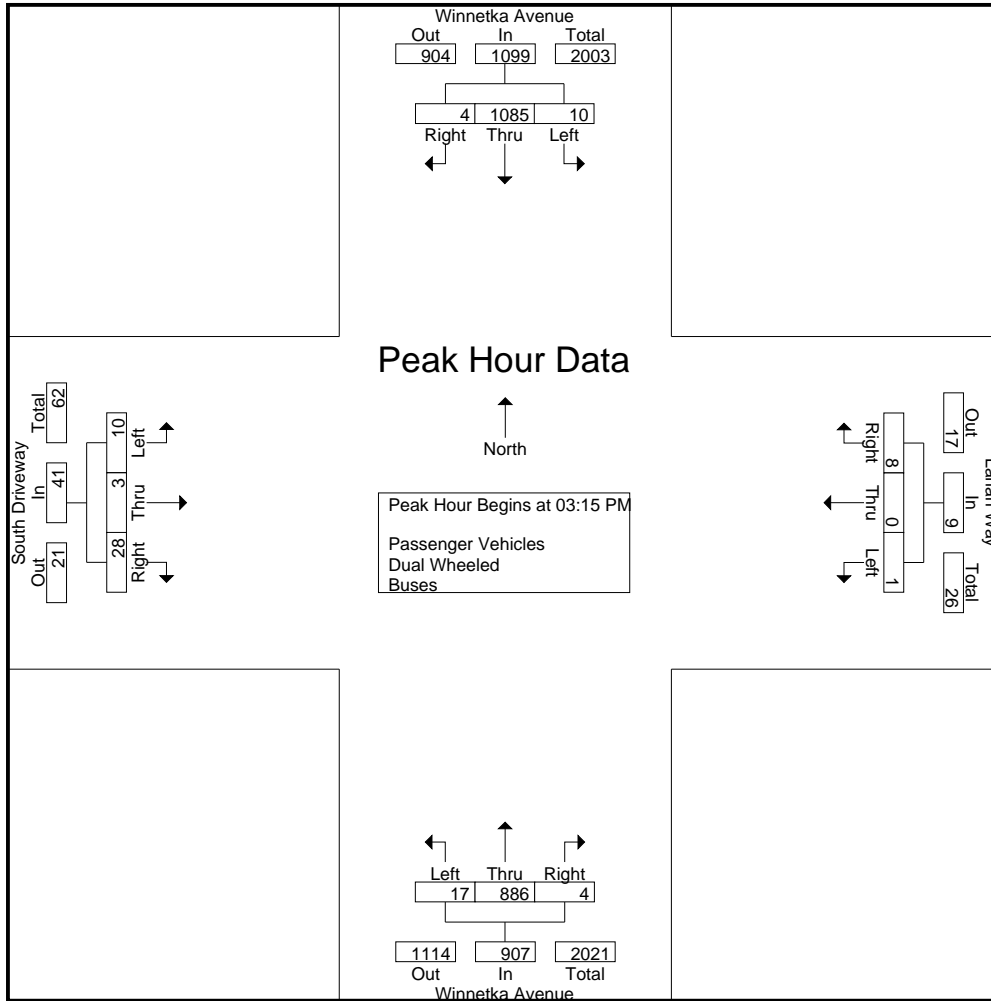 Winnetka Avenue
Out In Total
904 1099 2003
4 1085 10
Right Thru Left
Peak Hour Data
North
Peak Hour Begins at 03:15 PM
Passenger Vehicles
Dual Wheeled
Buses
South Driveway
Out In Total
21 41 62
10 3 28
Left Thru Right
Way
Out In Total
17 9 26
8 0 1
Right Thru Left
Left Thru Right
17 886 4
1114 907 2021
Out In Total
Winnetka Avenue